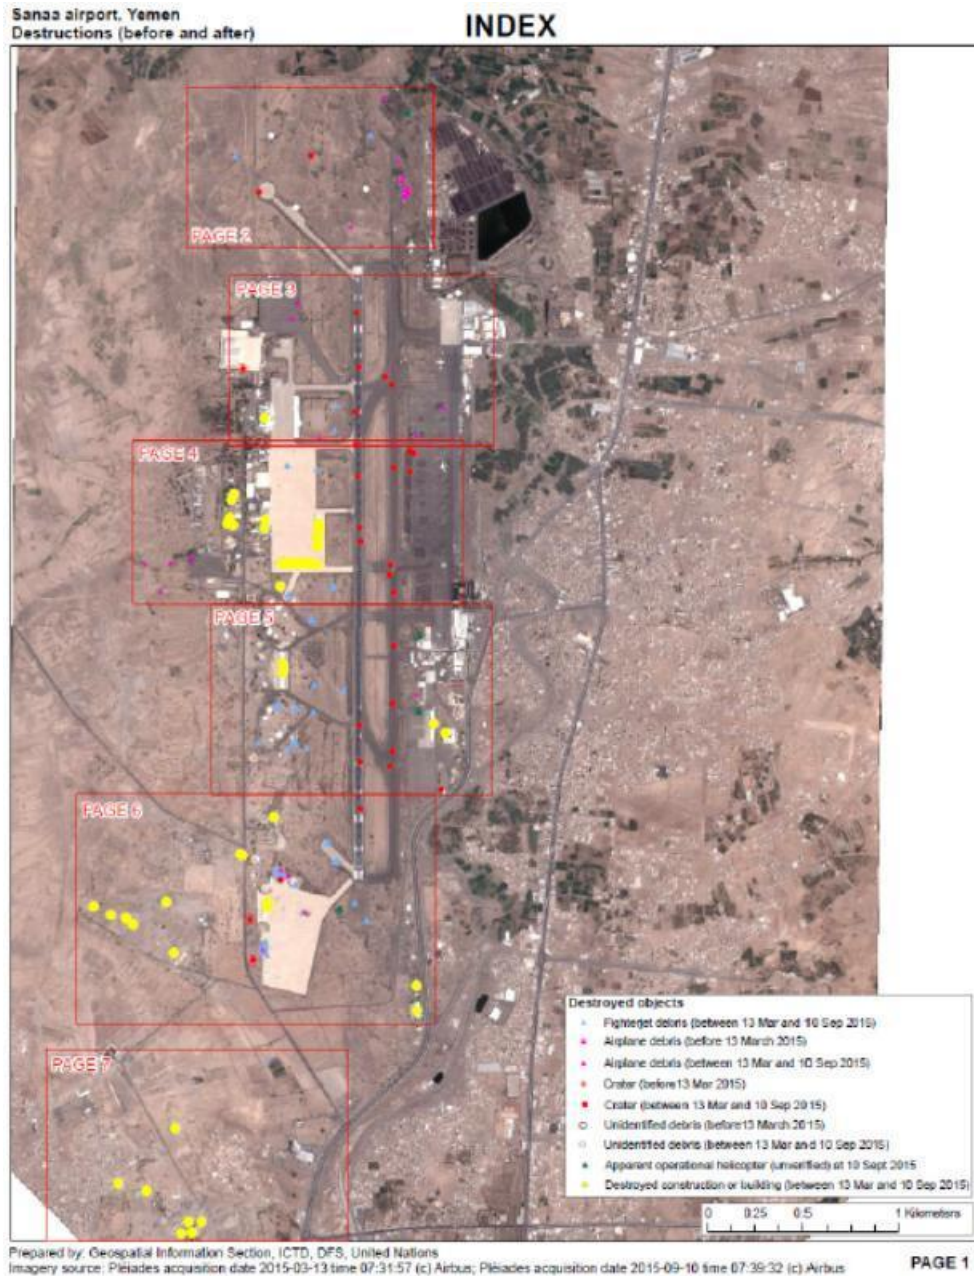 Sanaa airport, Yemen
Destructions (before and after)
INDEX
PAGE 2
PAGE 3
PAGE 4
PAGE 5
PAGE 6
PAGE 7
Destroyed objects
Fighterjet debris (between 13 Mar and 10 Sep 2015)
Airplane debris (before 13 March 2015)
Airplane debris (between 13 Mar and 10 Sep 2015)
Crater (before 13 Mar 2015)
Crater (between 13 Mar and 10 Sep 2015)
Unidentified debris (before 13 March 2015)
Unidentified debris (between 13 Mar and 10 Sep 2015)
Apparent operational helicopter (unverified) at 10 Sept 2015
Destroyed construction or building (between 13 Mar and 10 Sep 2015)
0 0.25 0.5 1 Kilometers
Prepared by: Geospatial Information Section, ICTD, DFS, United Nations
Imagery source: Pléiades acquisition date 2015-03-13 time 07:31:57 (c) Airbus; Pléiades acquisition date 2015-09-10 time 07:39:32 (c) Airbus
PAGE 1